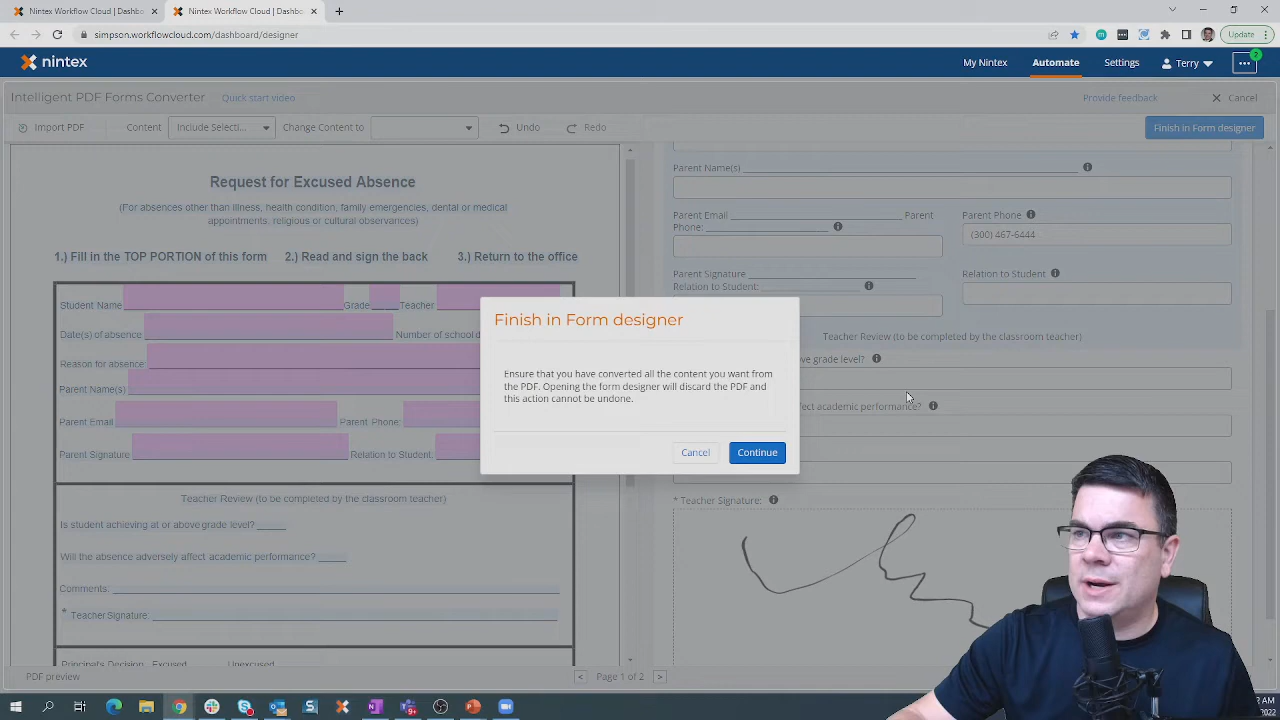 Nintex Workflow Cloud | Dashbo
Nintex Workflow Cloud | Dashbo
simpson.workflowcloud.com/dashboard/designer
Update
nintex
My Nintex
Automate
Settings
Terry
2
Intelligent PDF Forms Converter
Quick start video
Provide feedback
Cancel
Import PDF
Content
Include Selecti...
Change Content to
Undo
Redo
Finish in Form designer
Request for Excused Absence
(For absences other than illness, health condition, family emergencies, dental or medical
appointments, religious or cultural observances)
1.) Fill in the TOP PORTION of this form 2.) Read and sign the back 3.) Return to the office
Student Name Grade Teacher
Date(s) of absence Number of school d
Reason for absence:
Parent Name(s)
Parent Email Parent Phone:
Parent Signature Relation to Student.
Teacher Review (to be completed by the classroom teacher)
Is student achieving at or above grade level?
Will the absence adversely affect academic performance?
Comments:
* Teacher Signature:
Principal's Decision Excused Unexcused
Parent Name(s)
Parent Email Parent
Phone:
Parent Phone
(300) 467-6444
Parent Signature
Relation to Student:
Relation to Student
Teacher Review (to be completed by the classroom teacher)
ove grade level?
fect academic performance?
* Teacher Signature:
Finish in Form designer
Ensure that you have converted all the content you want from
the PDF. Opening the form designer will discard the PDF and
this action cannot be undone.
Cancel
Continue
PDF preview
< Page 1 of 2 >
2 AM
2022